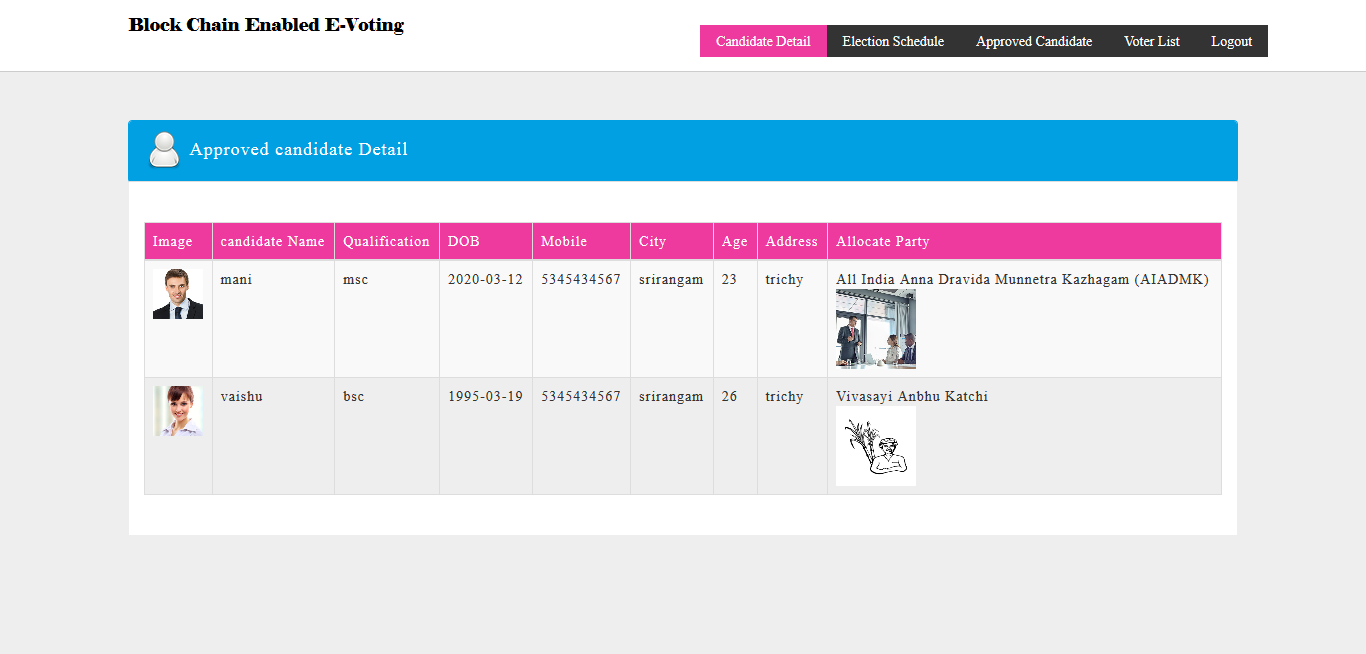 Block Chain Enabled E-Voting
Candidate Detail Election Schedule Approved Candidate Voter List Logout
Approved candidate Detail
Image candidate Name Qualification DOB Mobile City Age Address Allocate Party
mani msc 2020-03-12 5345434567 srirangam 23 trichy All India Anna Dravida Munnetra Kazhagam (AIADMK)
vaishu bsc 1995-03-19 5345434567 srirangam 26 trichy Vivasayi Anbhu Katchi